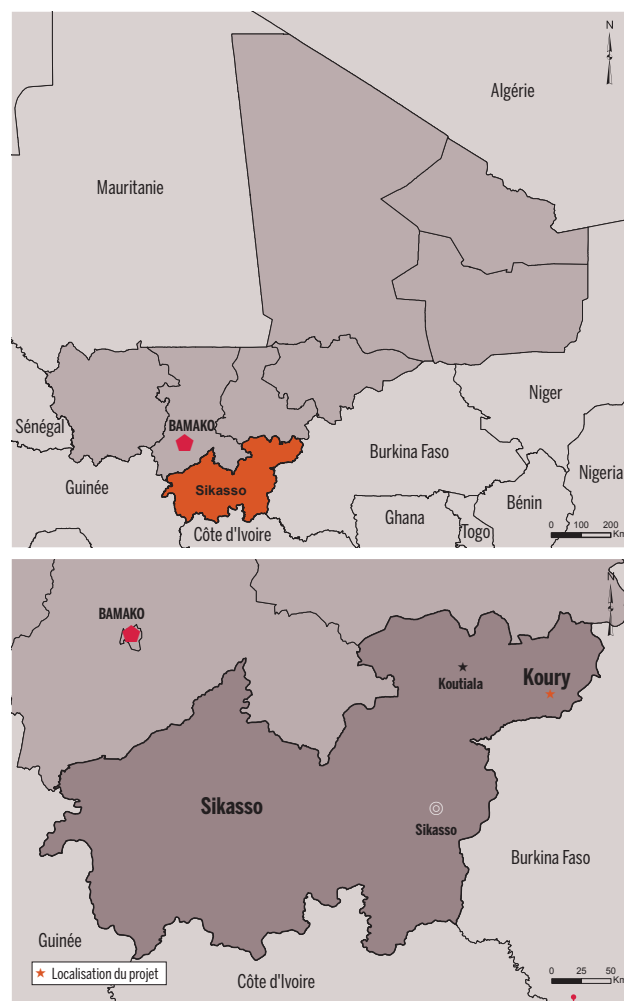 N
Algérie
Mauritanie
Niger
Sénégal
BAMAKO
Burkina Faso
Nigeria
Guinée
Sikasso
Bénin
Ghana
Togo
Côte d'Ivoire
0 100 200
Km
N
BAMAKO
Koutiala
Koury
Sikasso
Sikasso
Burkina Faso
Guinée
★ Localisation du projet
Côte d'Ivoire
0 25 50
Km